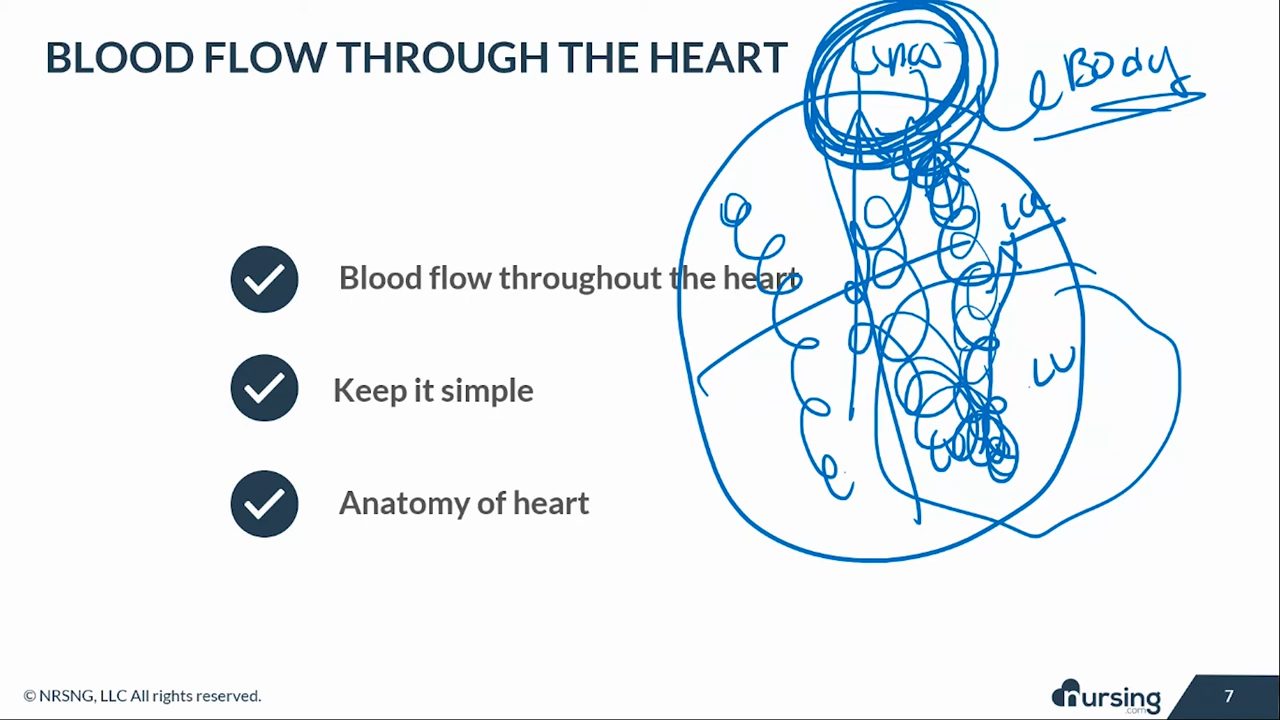 BLOOD FLOW THROUGH THE HEART
Lungs
Body
La
Blood flow throughout the heart
LV
Keep it simple
Anatomy of heart
© NRSNG, LLC All rights reserved.
nursing
.com
7